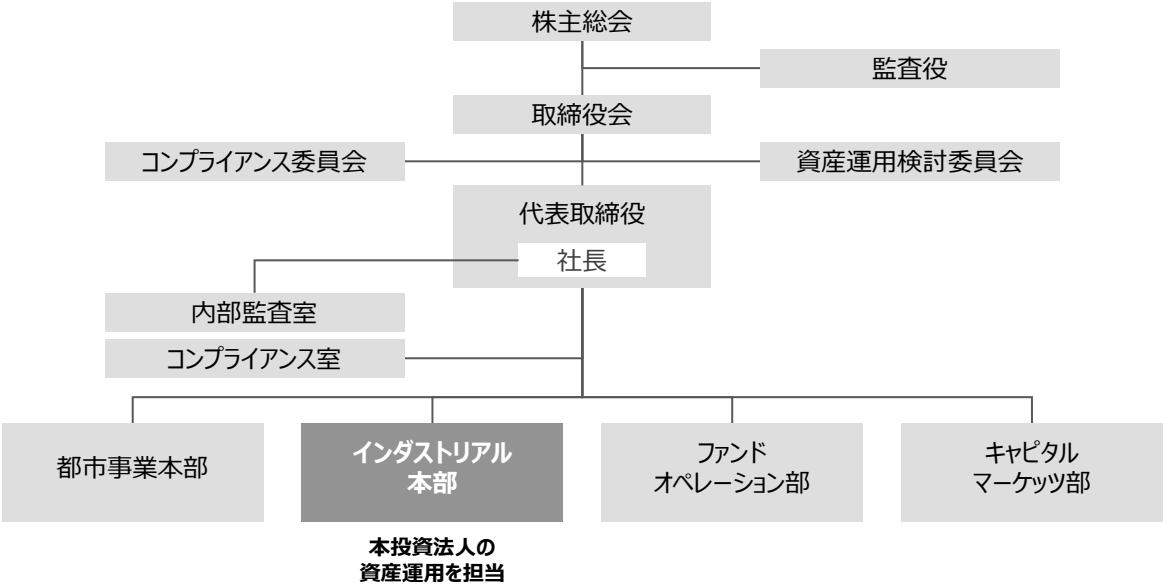 株主総会
監査役
取締役会
コンプライアンス委員会
資産運用検討委員会
代表取締役
社長
内部監査室
コンプライアンス室
都市事業本部
インダストリアル
本部
ファンド
オペレーション部
キャピタル
マーケッツ部
本投資法人の
資産運用を担当